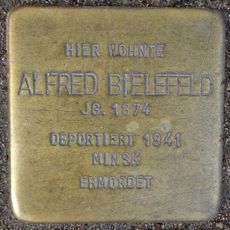 HIER WOHNTE
ALFRED BIELEFELD
JG. 1874
DEPORTIERT 1941
MINSK
ERMORDET